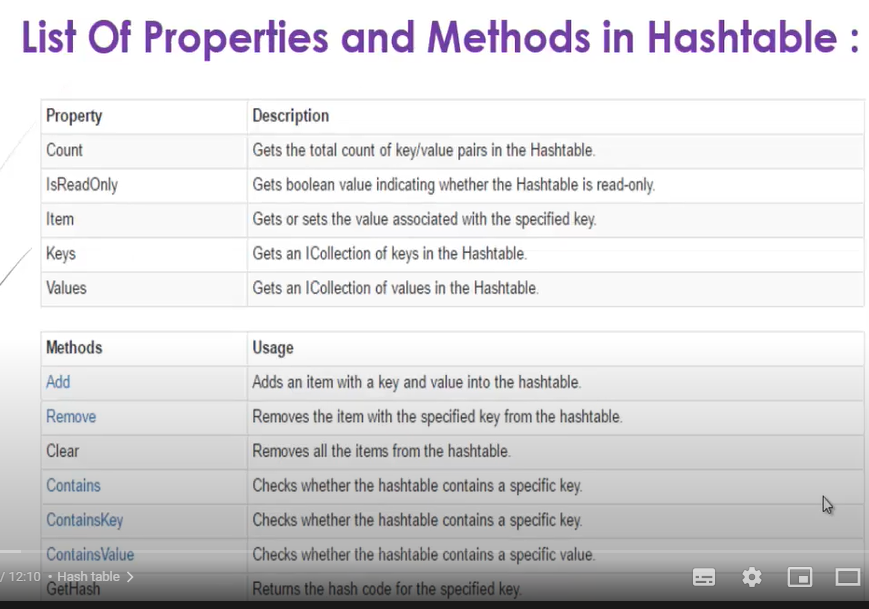 List Of Properties and Methods in Hashtable :
Property Description
Count Gets the total count of key/value pairs in the Hashtable.
IsReadOnly Gets boolean value indicating whether the Hashtable is read-only.
Item Gets or sets the value associated with the specified key.
Keys Gets an ICollection of keys in the Hashtable.
Values Gets an ICollection of values in the Hashtable.
Methods Usage
Add Adds an item with a key and value into the hashtable.
Remove Removes the item with the specified key from the hashtable.
Clear Removes all the items from the hashtable.
Contains Checks whether the hashtable contains a specific key.
ContainsKey Checks whether the hashtable contains a specific key.
ContainsValue Checks whether the hashtable contains a specific value.
/ 12:10 • Hash table >
GetHash Returns the hash code for the specified key.